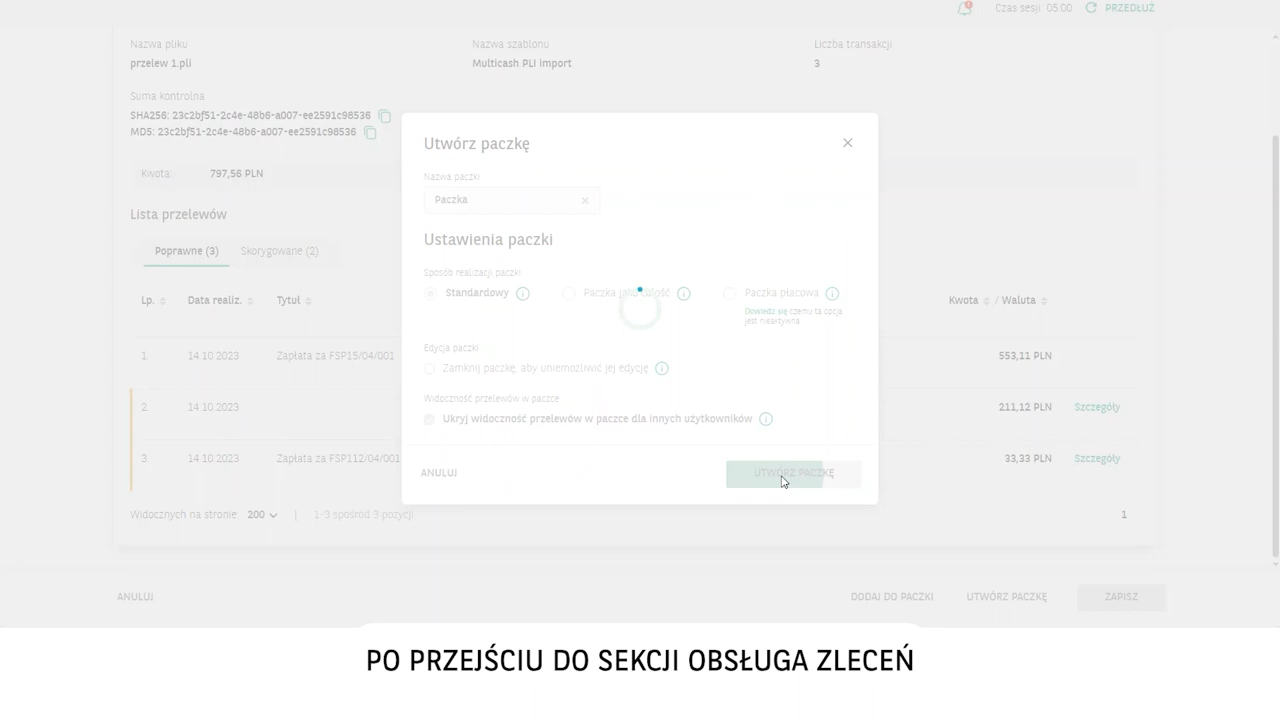 Czas sesji 05:00 PRZEDŁUŻ
Nazwa pliku Nazwa szablonu Liczba transakcji
przelew 1.pli Multicash PLI import 3
Suma kontrolna
SHA256: 23c2bf51-2c4e-48b6-a007-ee2591c98536
MD5: 23c2bf51-2c4e-48b6-a007-ee2591c98536
Kwota: 797,56 PLN
Lista przelewów
Poprawne (3) Skorygowane (2)
Lp. Data realiz. Tytuł Kwota / Waluta
1. 14.10.2023 Zapłata za FSP15/04/001 553,11 PLN
2. 14.10.2023 211,12 PLN Szczegóły
3. 14.10.2023 Zapłata za FSP112/04/001 33,33 PLN Szczegóły
Widocznych na stronie: 200 | 1-3 spośród 3 pozycji 1
Utwórz paczkę
Nazwa paczki
Paczka
Ustawienia paczki
Sposób realizacji paczki
Standardowy Paczka jako całość Paczka płacowa
Dowiedz się czemu ta opcja
jest nieaktywna
Edycja paczki
Zamknij paczkę, aby uniemożliwić jej edycję
Widoczność przelewów w paczce
Ukryj widoczność przelewów w paczce dla innych użytkowników
ANULUJ UTWÓRZ PACZKĘ
ANULUJ DODAJ DO PACZKI UTWÓRZ PACZKĘ ZAPISZ
PO PRZEJŚCIU DO SEKCJI OBSŁUGA ZLECEŃ